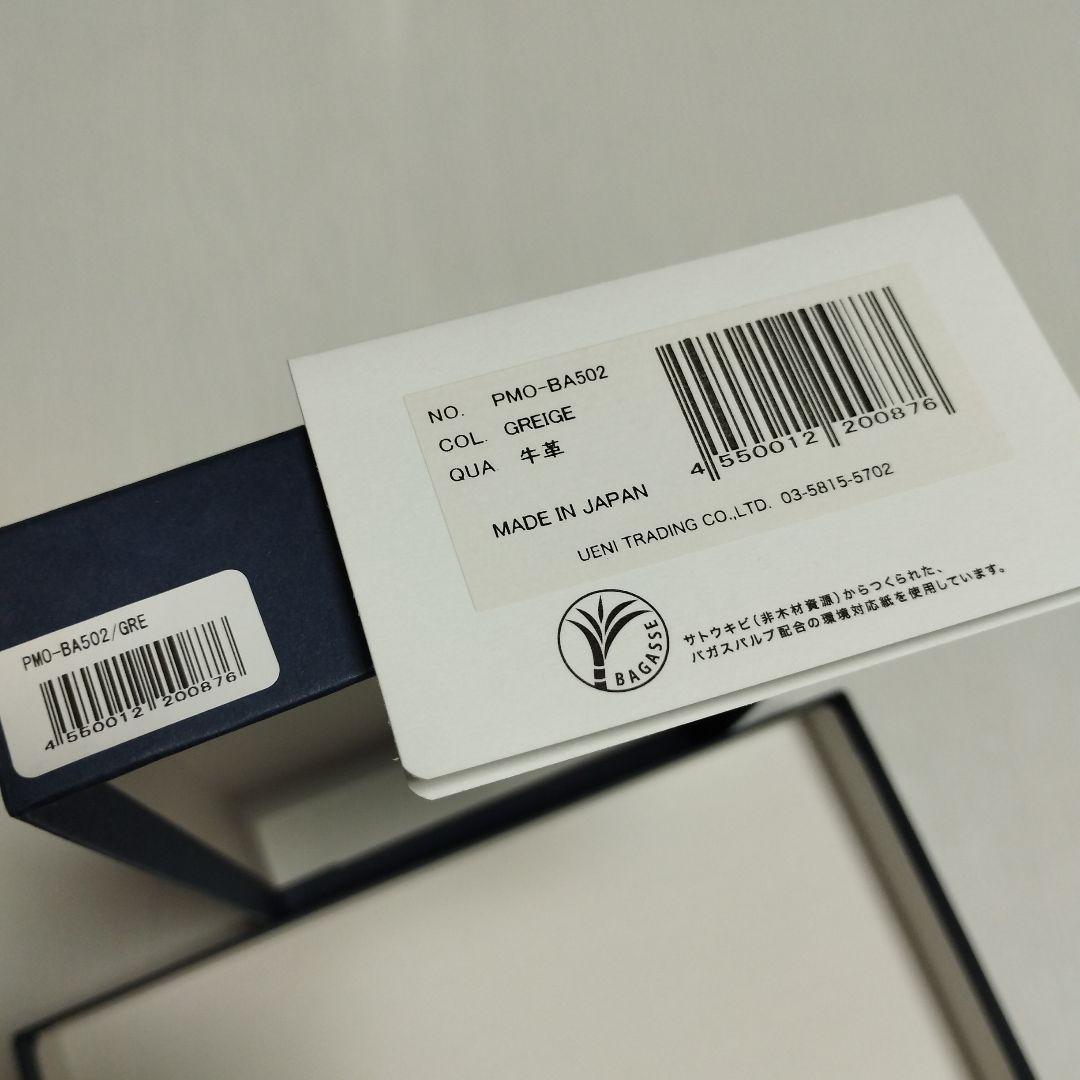 NO. PMO-BA502
COL. GREIGE
QUA 牛革
4 550012 200876
MADE IN JAPAN
UENI TRADING CO.,LTD. 03-5815-5702
BAGASSE
サトウキビ(非木材資源)からつくられた、
バガスパルプ配合の環境対応紙を使用しています。
PMO-BA502/GRE
4 550012 200876